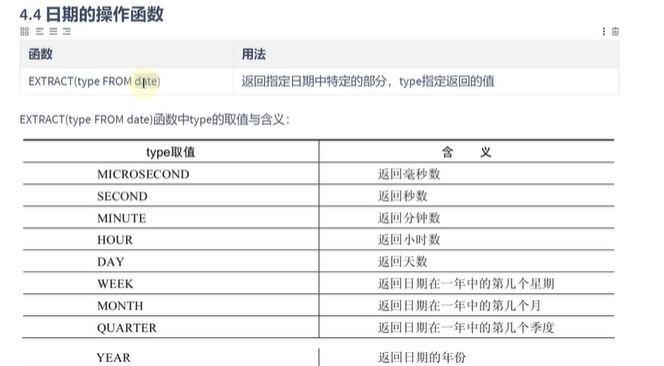 4.4 日期的操作函数
函数 用法
EXTRACT(type FROM date) 返回指定日期中特定的部分，type指定返回的值
EXTRACT(type FROM date)函数中type的取值与含义：
type取值 含 义
MICROSECOND 返回毫秒数
SECOND 返回秒数
MINUTE 返回分钟数
HOUR 返回小时数
DAY 返回天数
WEEK 返回日期在一年中的第几个星期
MONTH 返回日期在一年中的第几个月
QUARTER 返回日期在一年中的第几个季度
YEAR 返回日期的年份